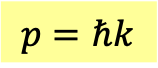 p = ħk